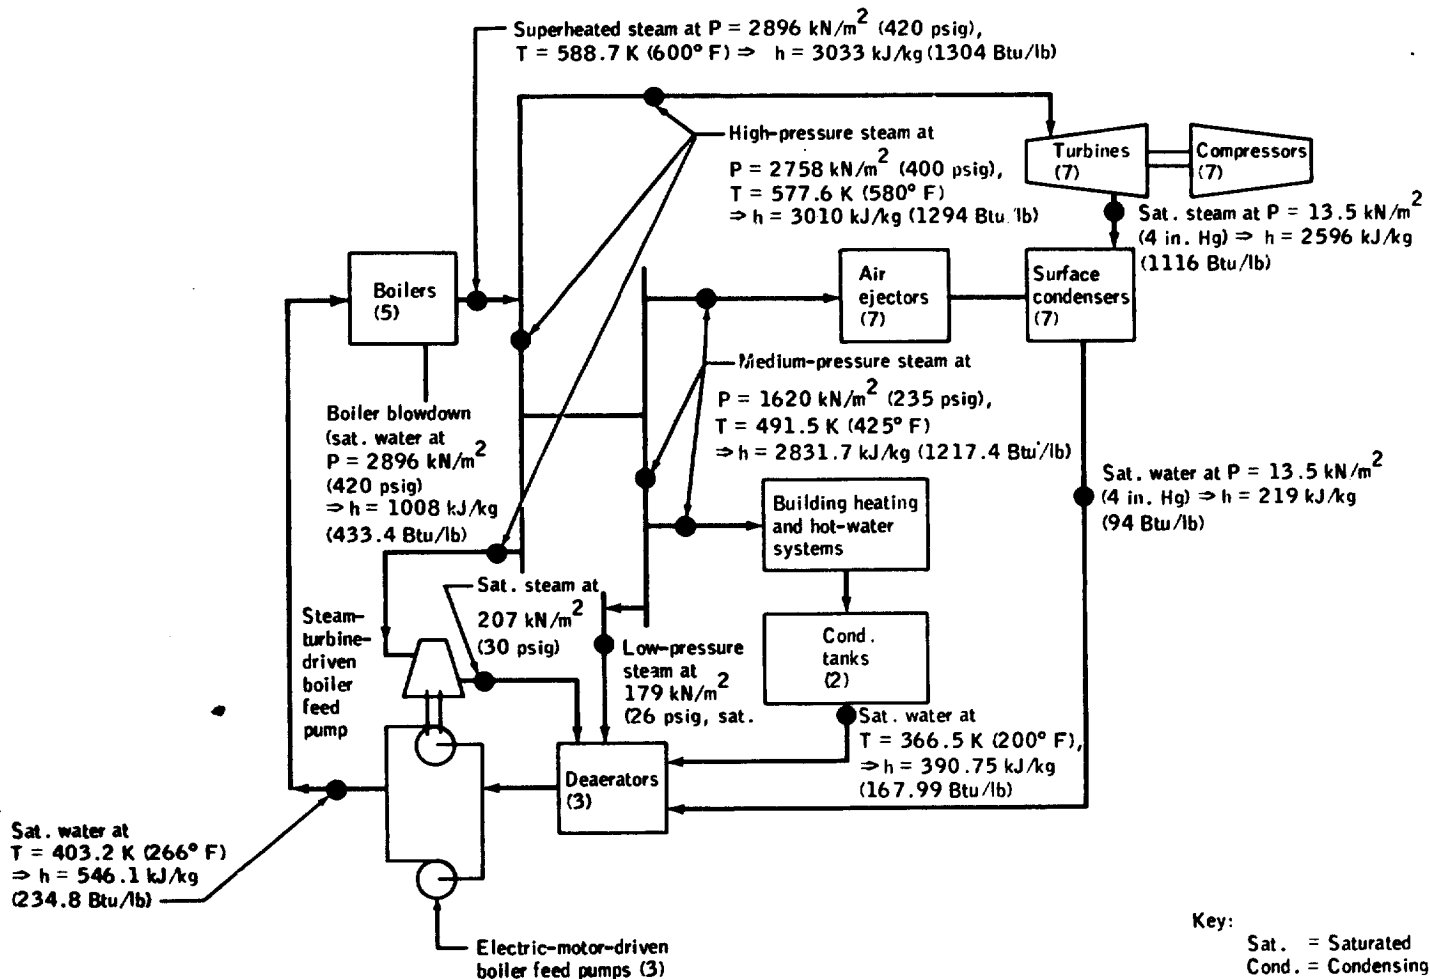 Superheated steam at P = 2896 kN/m² (420 psig),
T = 588.7 K (600° F) ⇒ h = 3033 kJ/kg (1304 Btu/lb)
High-pressure steam at
P = 2758 kN/m² (400 psig),
T = 577.6 K (580° F)
⇒ h = 3010 kJ/kg (1294 Btu/lb)
Turbines
(7)
Compressors
(7)
Sat. steam at P = 13.5 kN/m²
(4 in. Hg) ⇒ h = 2596 kJ/kg
(1116 Btu/lb)
Boilers
(5)
Air
ejectors
(7)
Surface
condensers
(7)
Medium-pressure steam at
P = 1620 kN/m² (235 psig),
T = 491.5 K (425° F)
⇒ h = 2831.7 kJ/kg (1217.4 Btu/lb)
Boiler blowdown
(sat. water at
P = 2896 kN/m²
(420 psig)
⇒ h = 1008 kJ/kg
(433.4 Btu/lb)
Sat. water at P = 13.5 kN/m²
(4 in. Hg) ⇒ h = 219 kJ/kg
(94 Btu/lb)
Building heating
and hot-water
systems
Sat. steam at
207 kN/m²
(30 psig)
Steam-
turbine-
driven
boiler
feed
pump
Low-pressure
steam at
179 kN/m²
(26 psig, sat.
Cond.
tanks
(2)
Sat. water at
T = 366.5 K (200° F),
⇒ h = 390.75 kJ/kg
(167.99 Btu/lb)
Deaerators
(3)
Sat. water at
T = 403.2 K (266° F)
⇒ h = 546.1 kJ/kg
(234.8 Btu/lb)
Electric-motor-driven
boiler feed pumps (3)
Key:
Sat. = Saturated
Cond. = Condensing